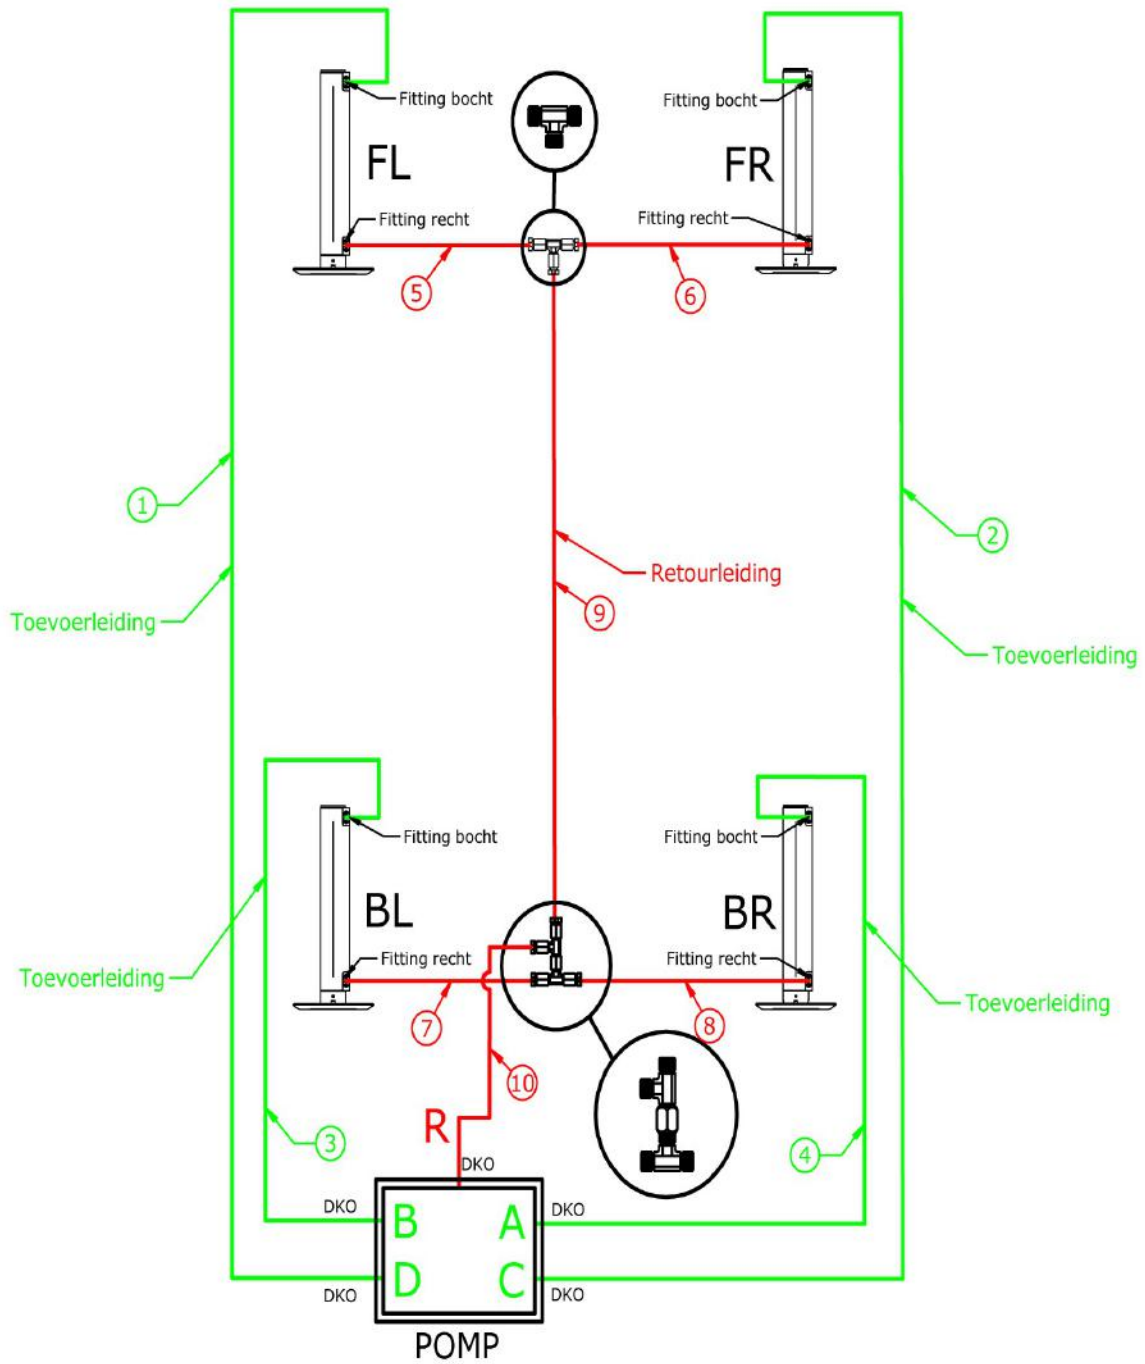 Fitting bocht
Fitting bocht
FL
FR
Fitting recht
Fitting recht
5
6
1
2
Retourleiding
9
Toevoerleiding
Toevoerleiding
Fitting bocht
Fitting bocht
BL
BR
Fitting recht
Fitting recht
Toevoerleiding
Toevoerleiding
7
8
10
R
3
4
DKO
DKO
B
A
DKO
D
C
DKO
DKO
POMP